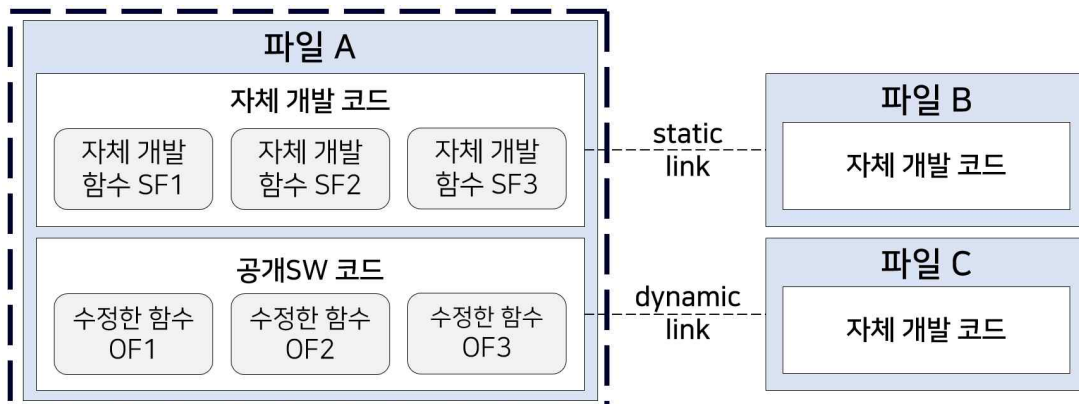 파일 A
자체 개발 코드
자체 개발
함수 SF1
자체 개발
함수 SF2
자체 개발
함수 SF3
공개SW 코드
수정한 함수
OF1
수정한 함수
OF2
수정한 함수
OF3
static
link
dynamic
link
파일 B
자체 개발 코드
파일 C
자체 개발 코드